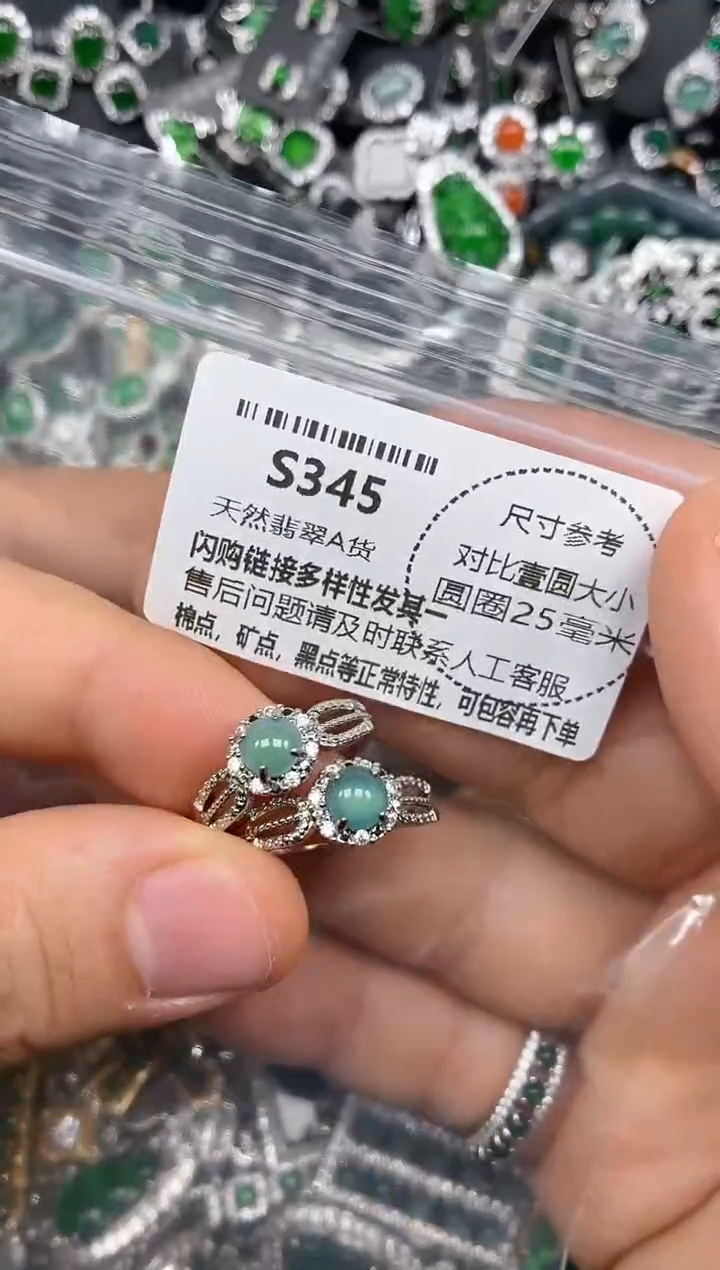 S345
天然翡翠A货
闪购链接多样性发其一
售后问题请及时联系人工客服
棉点，矿点，黑点等正常特性，可包容再下单
尺寸参考
对比壹圆大小
圆圈25毫米